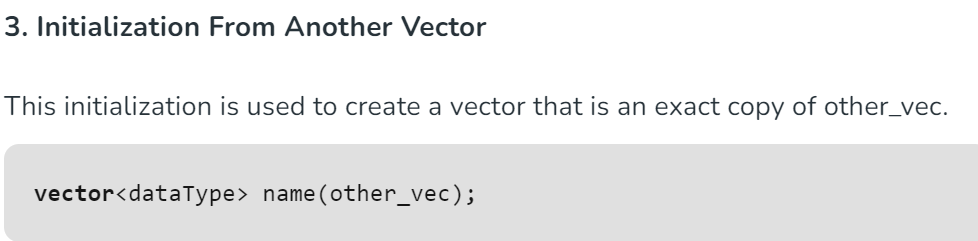 3. Initialization From Another Vector
This initialization is used to create a vector that is an exact copy of other_vec.
vector<dataType> name(other_vec);